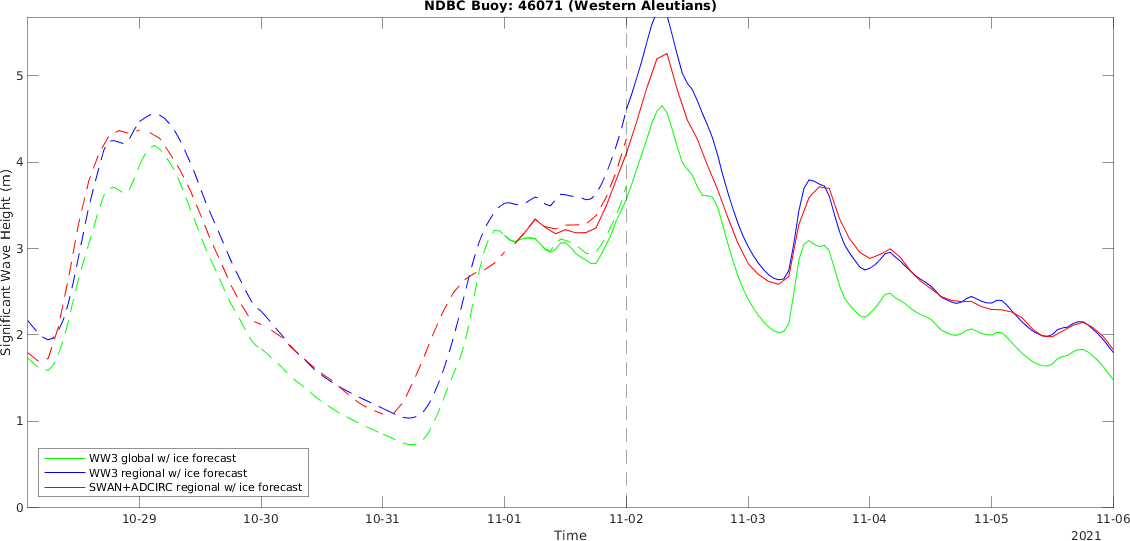 NDBC Buoy: 46071 (Western Aleutians)
Significant Wave Height (m)
5
4
3
2
1
0
WW3 global w/ ice forecast
WW3 regional w/ ice forecast
SWAN+ADCIRC regional w/ ice forecast
10-29 10-30 10-31 11-01 11-02 11-03 11-04 11-05 11-06
Time
2021